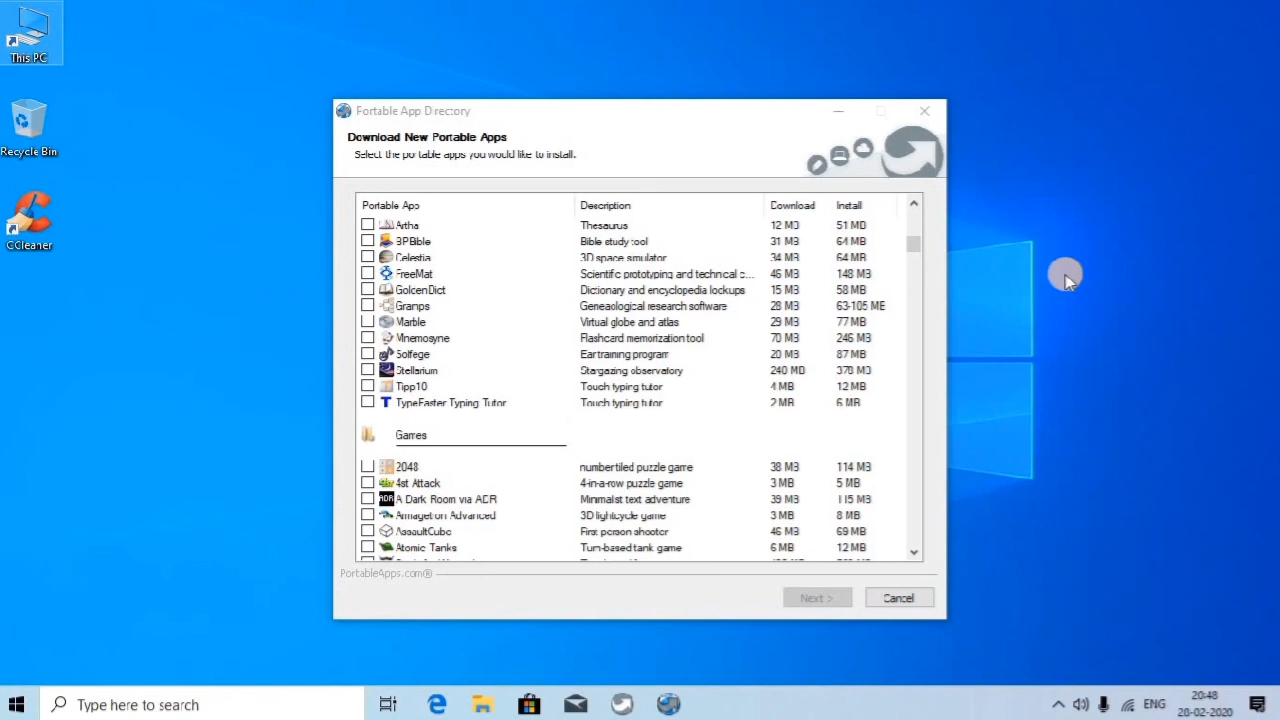 This PC
Recycle Bin
CCleaner
Portable App Directory
Download New Portable Apps
Select the portable apps you would like to install.
Portable App Description Download Install
Artha Thesaurus 12 MB 51 MB
BPBible Bible study tool 31 MB 64 MB
Celestia 3D space simulator 34 MB 64 MB
FreeMat Scientific prototyping and technical c... 46 MB 148 MB
GoldenDict Dictionary and encyclopedia lookups 15 MB 58 MB
Gramps Geneaological research software 28 MB 63-105 MB
Marble Virtual globe and atlas 29 MB 77 MB
Mnemosyne Flashcard memorization tool 70 MB 246 MB
Solfege Ear training program 20 MB 87 MB
Stellarium Stargazing observatory 240 MB 378 MB
Tipp10 Touch typing tutor 4 MB 12 MB
TypeFaster Typing Tutor Touch typing tutor 2 MB 6 MB
Games
2048 number tiled puzzle game 38 MB 114 MB
4st Attack 4-in-a-row puzzle game 3 MB 5 MB
ADR A Dark Room via ADR Minimalist text adventure 39 MB 115 MB
Armagetron Advanced 3D lightcycle game 3 MB 8 MB
AssaultCube First person shooter 46 MB 69 MB
Atomic Tanks Turn-based tank game 6 MB 12 MB
PortableApps.com®
Next > Cancel
Type here to search
ENG
20:48
28-02-2020